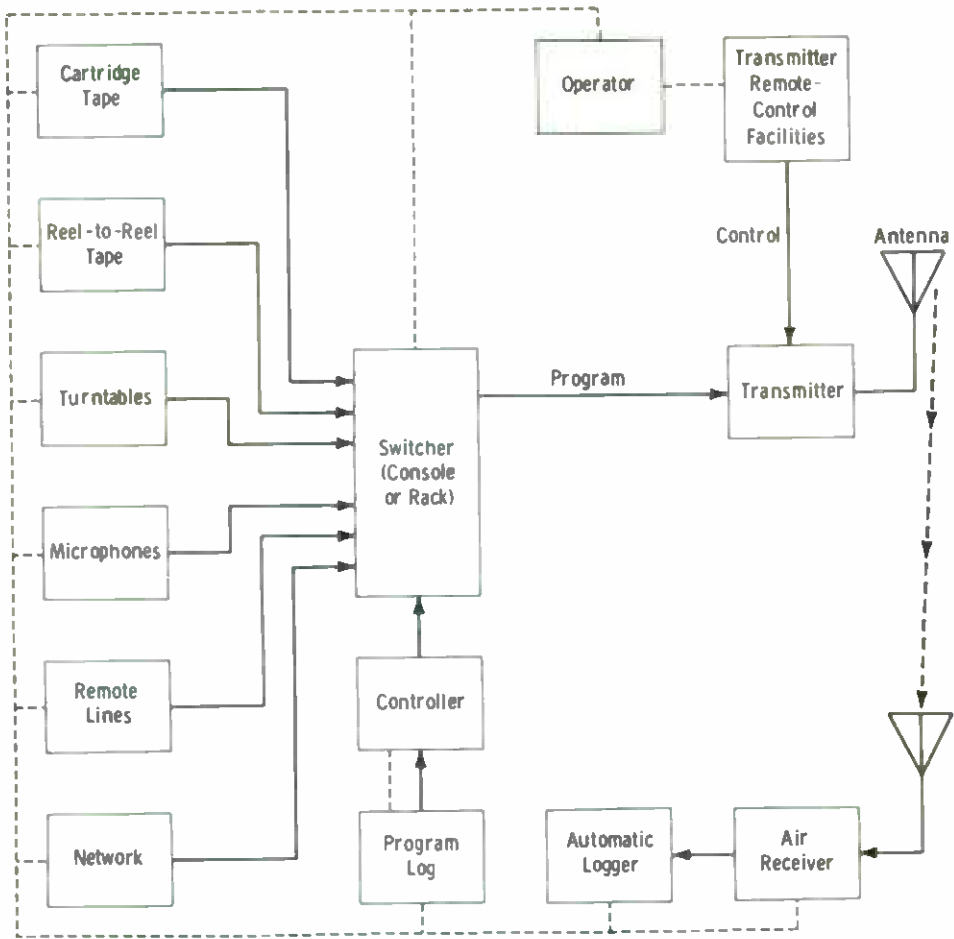 Cartridge
Tape
Operator
Transmitter
Remote-
Control
Facilities
Reel-to-Reel
Tape
Control
Antenna
Turntables
Program
Transmitter
Switcher
(Console
or Rack)
Microphones
Remote
Lines
Controller
Network
Program
Log
Automatic
Logger
Air
Receiver